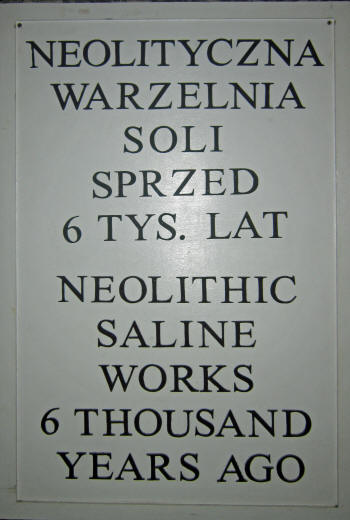 NEOLITYCZNA
WARZELNIA
SOLI
SPRZED
6 TYS. LAT
NEOLITHIC
SALINE
WORKS
6 THOUSAND
YEARS AGO